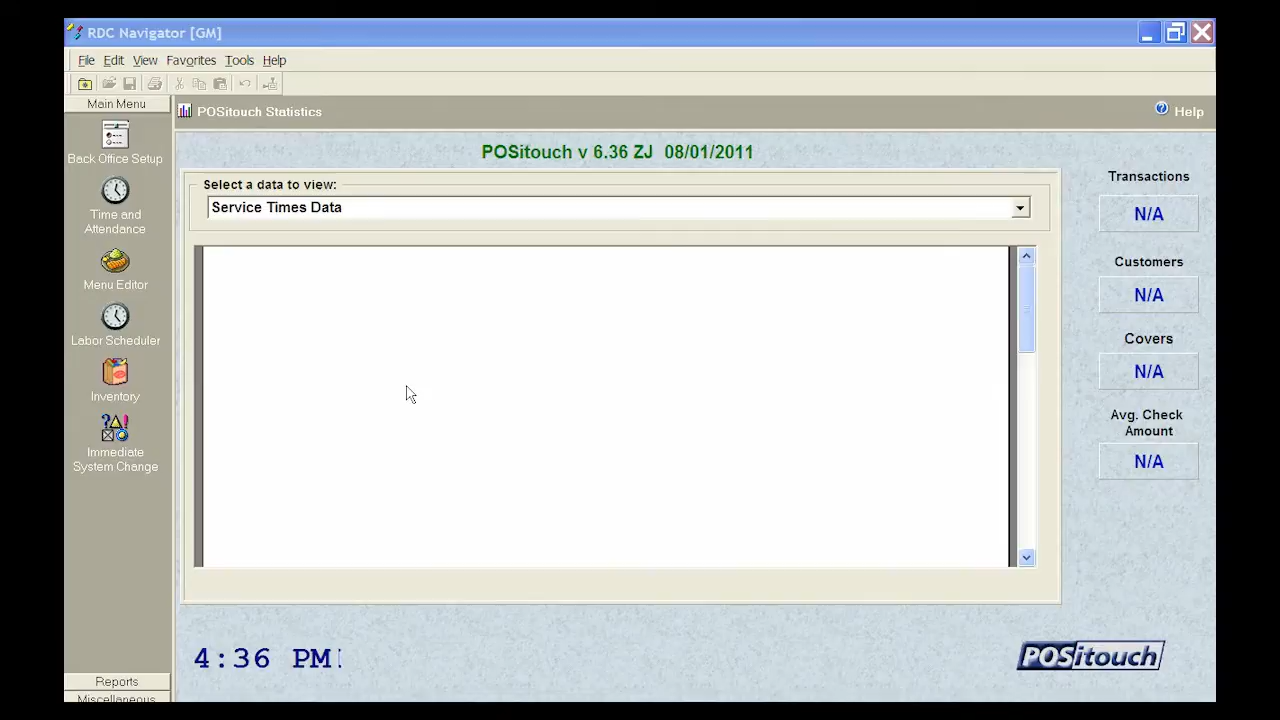 RDC Navigator [GM]
File Edit View Favorites Tools Help
Main Menu
POSitouch Statistics
Help
Back Office Setup
Time and
Attendance
Menu Editor
Labor Scheduler
Inventory
Immediate
System Change
Reports
Miscellaneous
POSitouch v 6.36 ZJ 08/01/2011
Select a data to view:
Service Times Data
Transactions
N/A
Customers
N/A
Covers
N/A
Avg. Check
Amount
N/A
4:36 PM
POSitouch